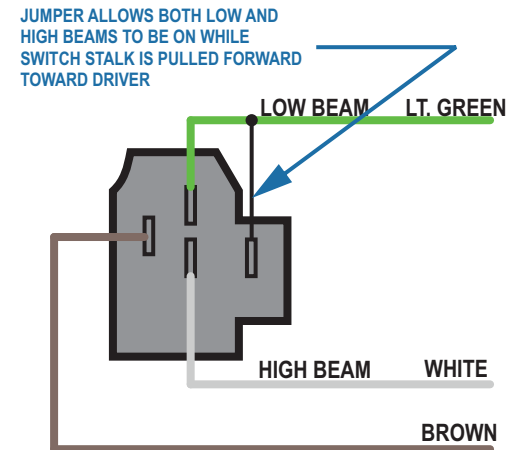 JUMPER ALLOWS BOTH LOW AND
HIGH BEAMS TO BE ON WHILE
SWITCH STALK IS PULLED FORWARD
TOWARD DRIVER
LOW BEAM LT. GREEN
HIGH BEAM WHITE
BROWN